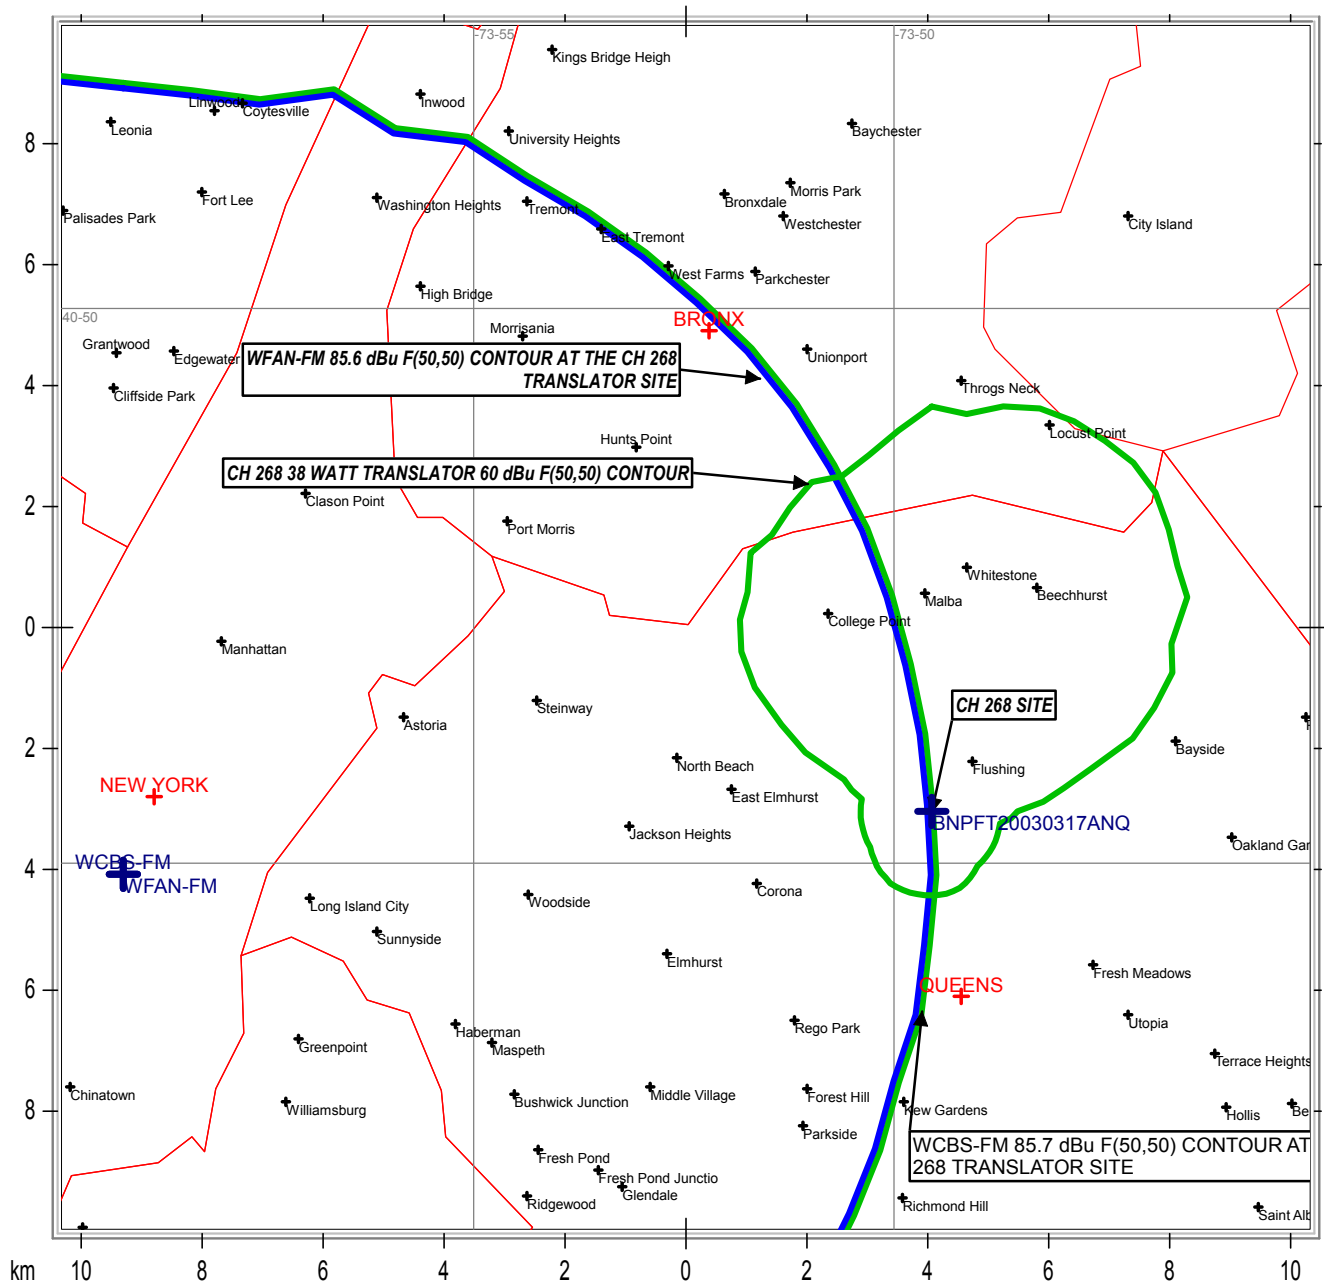 -73-55
-73-50
Kings Bridge Heigh
Linwood
Coytesville
Inwood
Leonia
University Heights
Baychester
8
Fort Lee
Washington Heights
Tremont
Bronxdale
Morris Park
Palisades Park
East Tremont
Westchester
City Island
6
West Farms
Parkchester
High Bridge
40-50
BRONX
Morrisania
Grantwood
Edgewater
Unionport
WFAN-FM 85.6 dBu F(50,50) CONTOUR AT THE CH 268
TRANSLATOR SITE
4
Cliffside Park
Throgs Neck
Hunts Point
Locust Point
CH 268 38 WATT TRANSLATOR 60 dBu F(50,50) CONTOUR
2
Clason Point
Port Morris
Whitestone
Malba
Beechhurst
0
College Point
Manhattan
Steinway
CH 268 SITE
Astoria
2
North Beach
Flushing
Bayside
NEW YORK
East Elmhurst
Jackson Heights
BNPFT20030317ANQ
Oakland Gar
WCBS-FM
WFAN-FM
4
Corona
Long Island City
Woodside
Sunnyside
Elmhurst
Fresh Meadows
6
QUEENS
Haberman
Maspeth
Rego Park
Utopia
Greenpoint
Terrace Heights
Chinatown
Williamsburg
Bushwick Junction
Middle Village
Forest Hill
Kew Gardens
Hollis
Be
8
Parkside
WCBS-FM 85.7 dBu F(50,50) CONTOUR AT
268 TRANSLATOR SITE
Fresh Pond
Fresh Pond Junctio
Glendale
Ridgewood
Richmond Hill
Saint Alb
km 10 8 6 4 2 0 2 4 6 8 10